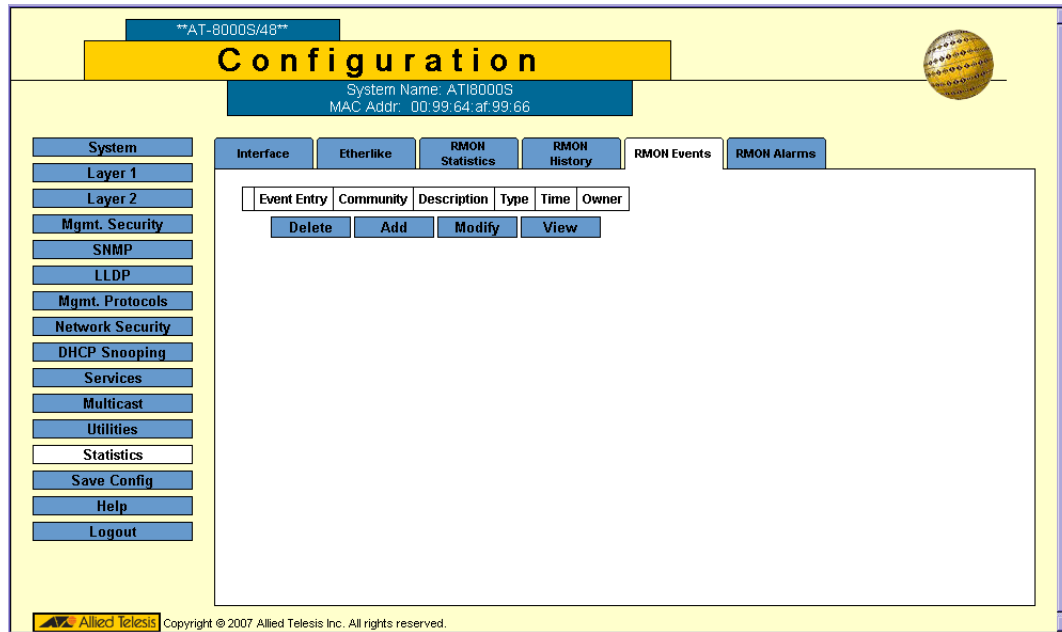 **AT-8000S/48**
Configuration
System Name: ATI8000S
MAC Addr: 00:99:64:af:99:66
System
Layer 1
Layer 2
Mgmt. Security
SNMP
LLDP
Mgmt. Protocols
Network Security
DHCP Snooping
Services
Multicast
Utilities
Statistics
Save Config
Help
Logout
Interface
Etherlike
RMON
Statistics
RMON
History
RMON Events
RMON Alarms
Event Entry Community Description Type Time Owner
Delete Add Modify View
Allied Telesis Copyright © 2007 Allied Telesis Inc. All rights reserved.